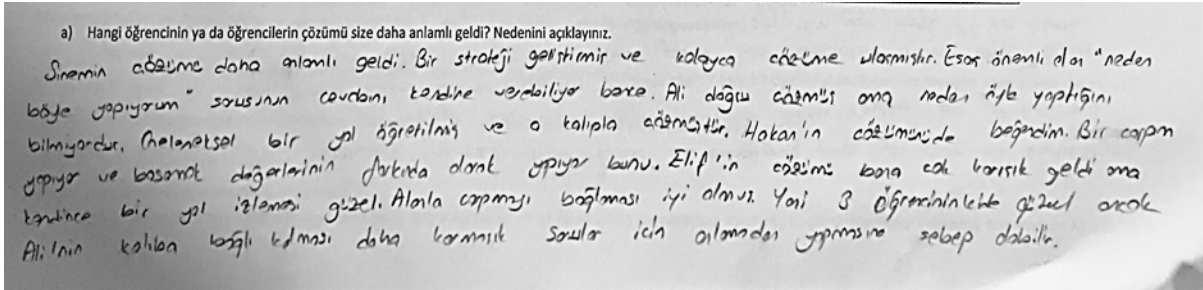 a) Hangi öğrencinin ya da öğrencilerin çözümü size daha anlamlı geldi? Nedenini açıklayınız.
Sinemin çözümü daha anlamlı geldi. Bir strateji geliştirmiş ve kolayca çözüme ulaşmıştır. Esas önemli olan "neden
böyle yapıyorum" sorusunun cevabını, kendine verebiliyor bence. Ali doğru çözmüş ama neden öyle yaptığını
bilmiyordur. Geleneksel bir yol öğretilmiş ve o kalıpla çözmüştür. Hakan'ın çözümünü de beğendim. Bir çarpım
yapıyor ve basamak değerlerinin farkında olarak yapıyor bunu. Elif'in çözümü bana çok karışık geldi ama
kendince bir yol izlemesi güzel. Alanla çarpmayı bağlaması iyi olmuş. Yani 3 öğrencininkide güzel ancak
Ali'nin kalıba bağlı kalması daha karmaşık sorular için anlamadan yapmasına sebep olabilir.